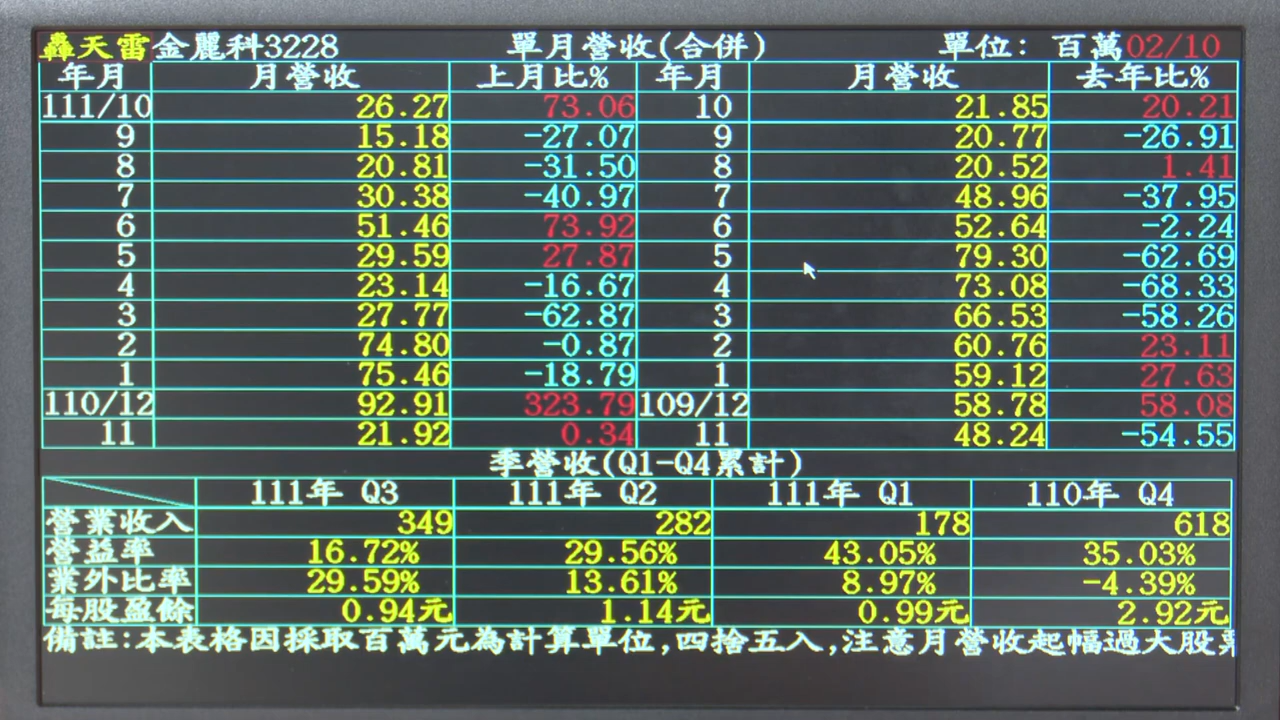 轟天雷金麗科3228 單月營收(合併) 單位: 百萬02/10
年月 月營收 上月比% 年月 月營收 去年比%
111/10 26.27 73.06 10 21.85 20.21
9 15.18 -27.07 9 20.77 -26.91
8 20.81 -31.50 8 20.52 1.41
7 30.38 -40.97 7 48.96 -37.95
6 51.46 73.92 6 52.64 -2.24
5 29.59 27.87 5 79.30 -62.69
4 23.14 -16.67 4 73.08 -68.33
3 27.77 -62.87 3 66.53 -58.26
2 74.80 -0.87 2 60.76 23.11
1 75.46 -18.79 1 59.12 27.63
110/12 92.91 323.79 109/12 58.78 58.08
11 21.92 0.34 11 48.24 -54.55
季營收(Q1-Q4累計)
111年 Q3 111年 Q2 111年 Q1 110年 Q4
營業收入 349 282 178 618
營益率 16.72% 29.56% 43.05% 35.03%
業外比率 29.59% 13.61% 8.97% -4.39%
每股盈餘 0.94元 1.14元 0.99元 2.92元
備註:本表格因採取百萬元為計算單位,四捨五入,注意月營收起幅過大股票